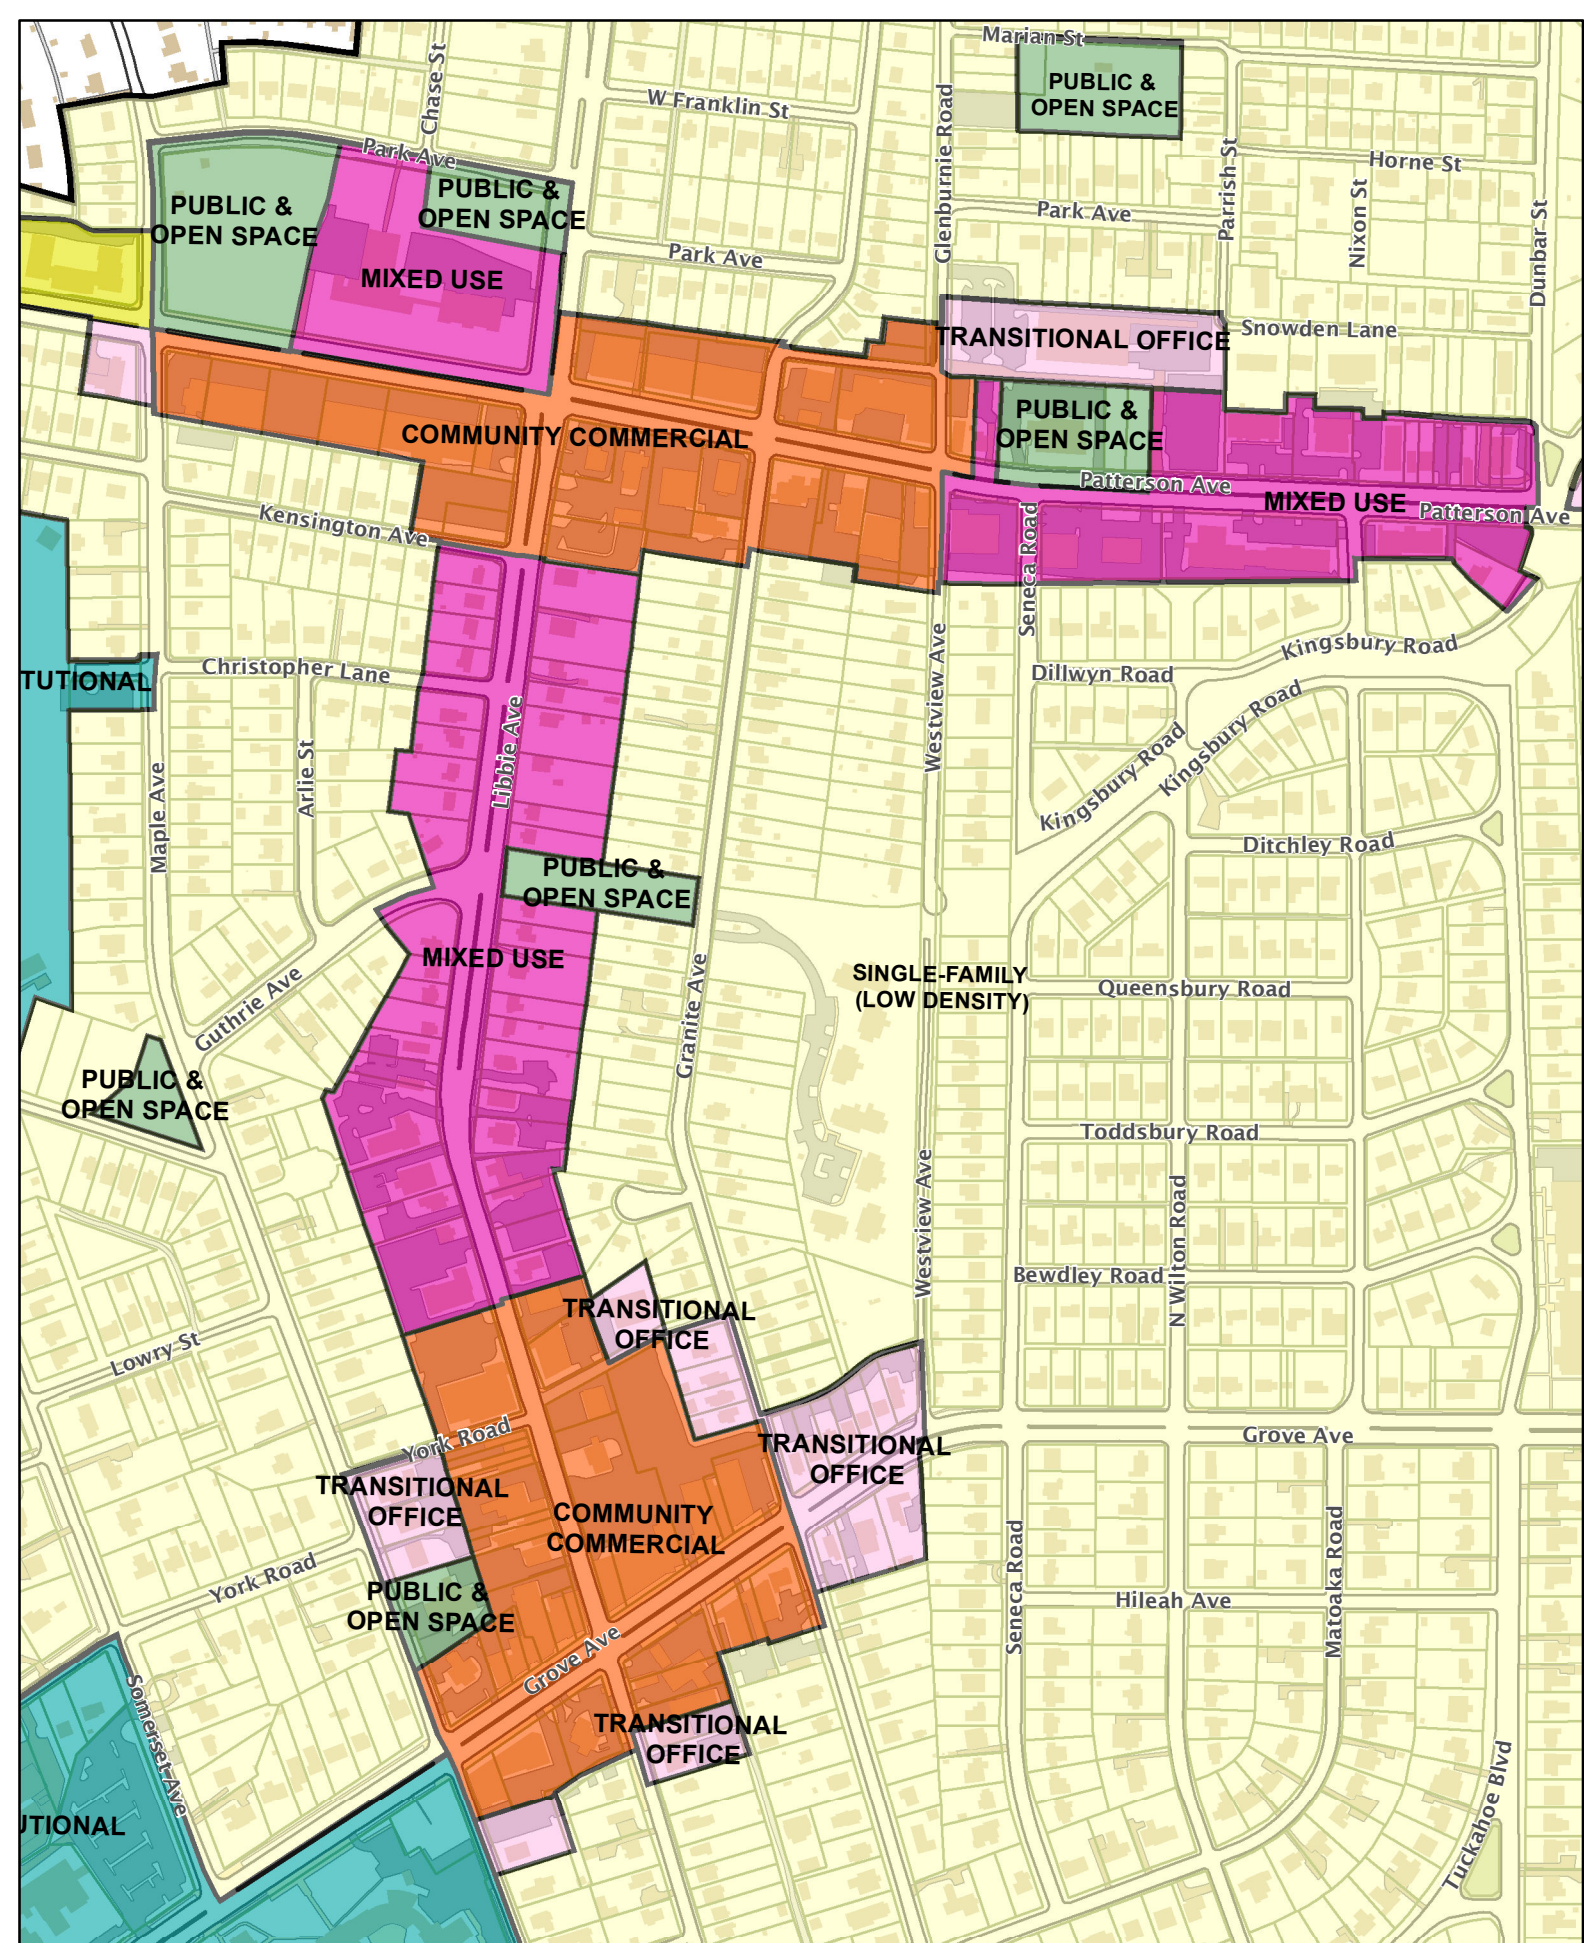 Marian St
Chase St
W Franklin St
PUBLIC &
OPEN SPACE
Glenburnie Road
Park Ave
Horne St
Parrish St
Nixon St
Dunbar St
PUBLIC &
OPEN SPACE
PUBLIC &
OPEN SPACE
Park Ave
Park Ave
MIXED USE
TRANSITIONAL OFFICE
Snowden Lane
COMMUNITY COMMERCIAL
PUBLIC &
OPEN SPACE
Patterson Ave
MIXED USE
Patterson Ave
Kensington Ave
Seneca Road
Westview Ave
Kingsbury Road
TUTIONAL
Christopher Lane
Dillwyn Road
Kingsbury Road
Kingsbury Road
Libbie Ave
Arlie St
Maple Ave
Ditchley Road
PUBLIC &
OPEN SPACE
MIXED USE
SINGLE-FAMILY
(LOW DENSITY)
Queensbury Road
Guthrie Ave
Granite Ave
PUBLIC &
OPEN SPACE
Toddsbury Road
Westview Ave
N Wilton Road
Bewdley Road
TRANSITIONAL
OFFICE
Lowry St
York Road
TRANSITIONAL
OFFICE
Grove Ave
TRANSITIONAL
OFFICE
COMMUNITY
COMMERCIAL
York Road
PUBLIC &
OPEN SPACE
Seneca Road
Hileah Ave
Matoaka Road
Grove Ave
Somerset Ave
TRANSITIONAL
OFFICE
UTIONAL
Tuckahoe Blvd